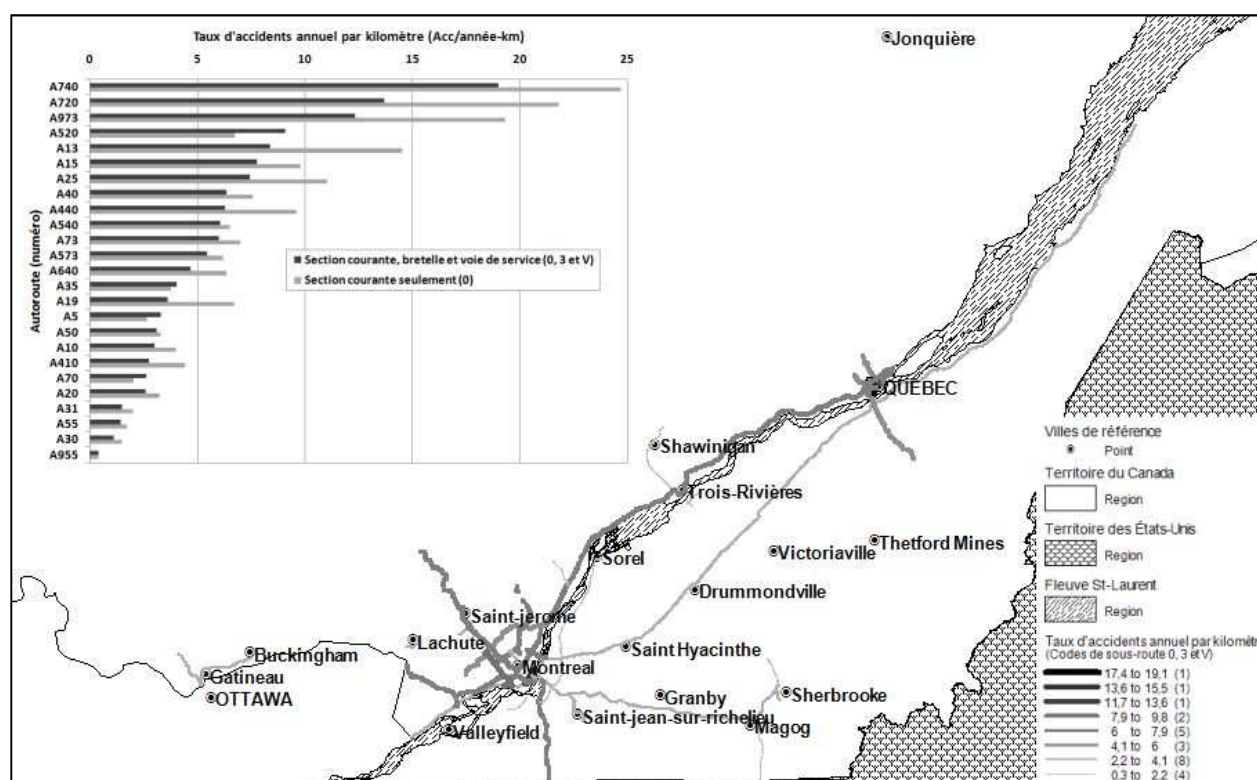 Taux d'accidents annuel par kilomètre (Acc/année-km)
0 5 10 15 20 25
Autoroute (numéro)
A740
A720
A973
A520
A13
A15
A25
A40
A440
A540
A73
A573
A640
A35
A19
A5
A50
A10
A410
A70
A20
A31
A55
A30
A955
Section courante, bretelle et voie de service (0, 3 et V)
Section courante seulement (0)
Jonquière
QUEBEC
Shawinigan
Trois-Rivières
Sorel
Victoriaville
Thetford Mines
Drummondville
Saint-jerome
Lachute
Saint Hyacinthe
Buckingham
Montreal
Gatineau
OTTAWA
Granby
Sherbrooke
Saint-jean-sur-richelieu
Magog
Valleyfield
Villes de référence
Point
Territoire du Canada
Region
Territoire des États-Unis
Region
Fleuve St-Laurent
Region
Taux d'accidents annuel par kilomètr
(Codes de sous-route 0, 3 et V)
17,4 to 19,1 (1)
13,6 to 15,5 (1)
11,7 to 13,6 (1)
7,9 to 9,8 (2)
6 to 7,9 (5)
4,1 to 6 (3)
2,2 to 4,1 (8)
0,3 to 2,2 (4)